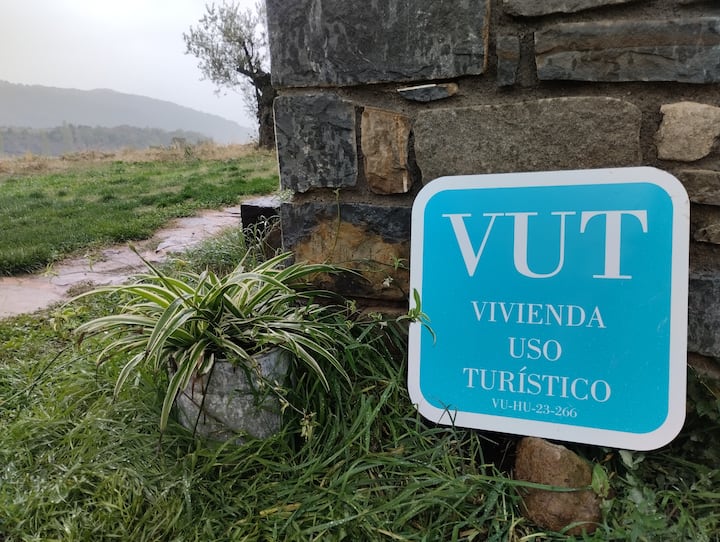 VUT
VIVIENDA
USO
TURÍSTICO
VU-HU-23-266